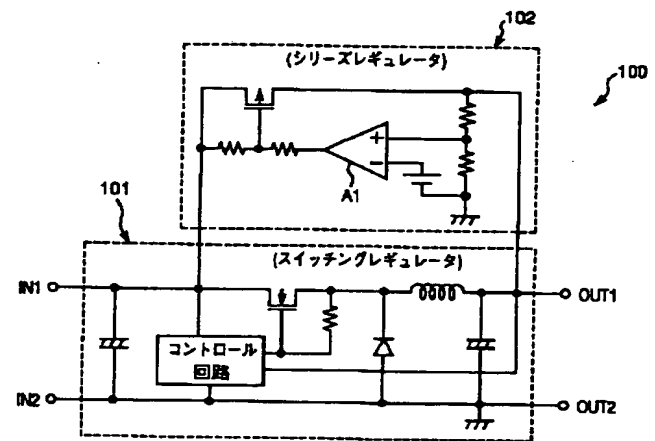 102
(シリーズレギュレータ)
100
+
-
A1
101
(スイッチングレギュレータ)
IN1
OUT1
コントロール
回路
IN2
OUT2